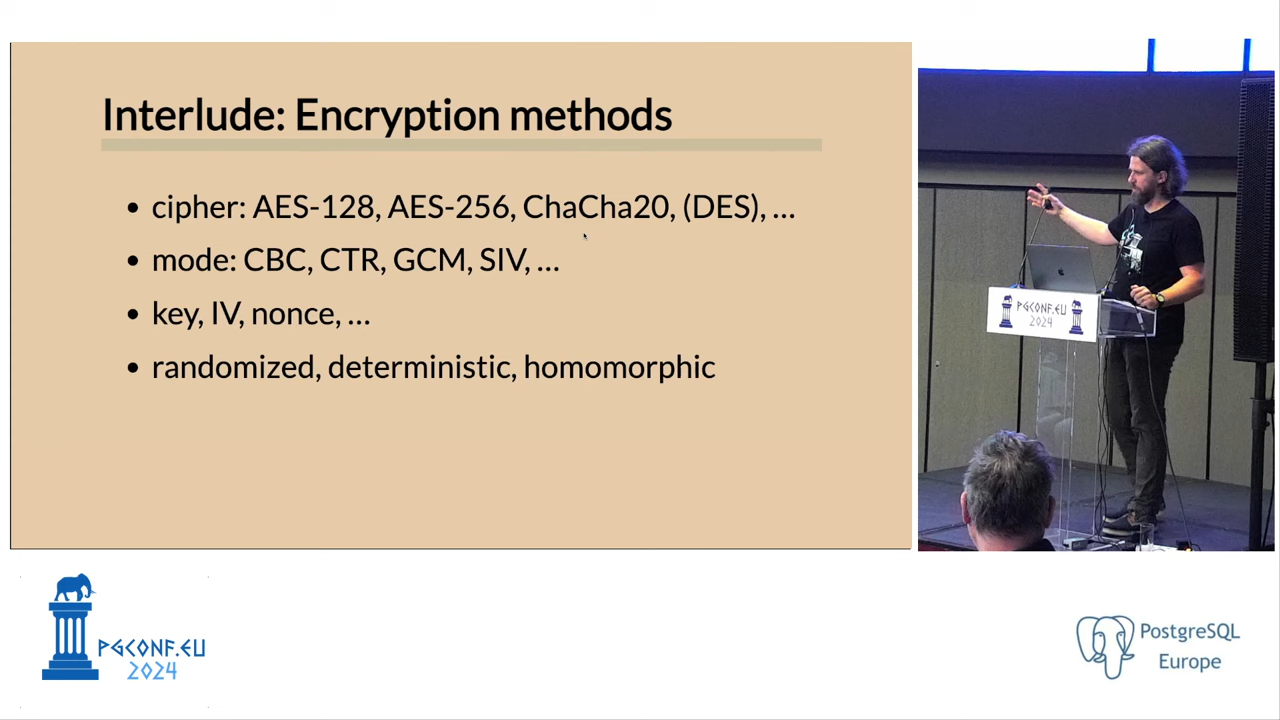 Interlude: Encryption methods
cipher: AES-128, AES-256, ChaCha20, (DES), ...
mode: CBC, CTR, GCM, SIV, ...
key, IV, nonce, ...
randomized, deterministic, homomorphic
PGCONF.EU
2024
PGCONF.EU
2024
PostgreSQL
Europe